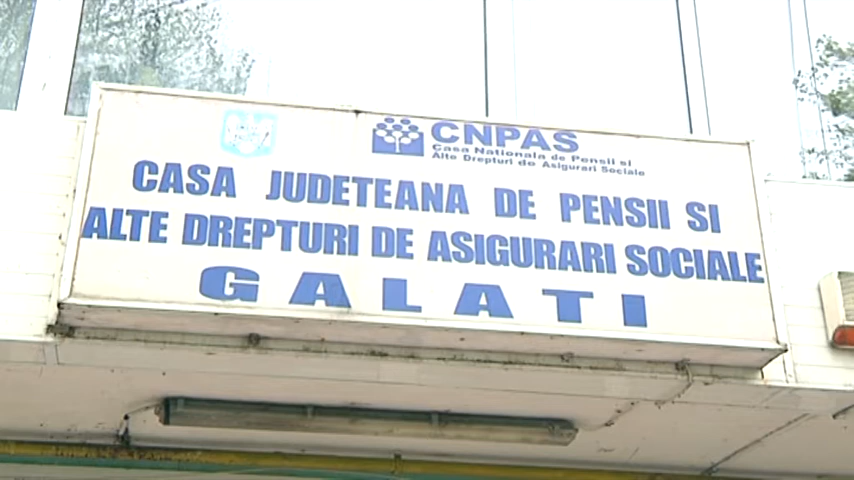 CNPAS
Casa Nationala de Pensii si
Alte Drepturi de Asigurari Sociale
CASA JUDETEANA DE PENSII SI
ALTE DREPTURI DE ASIGURARI SOCIALE
GALATI